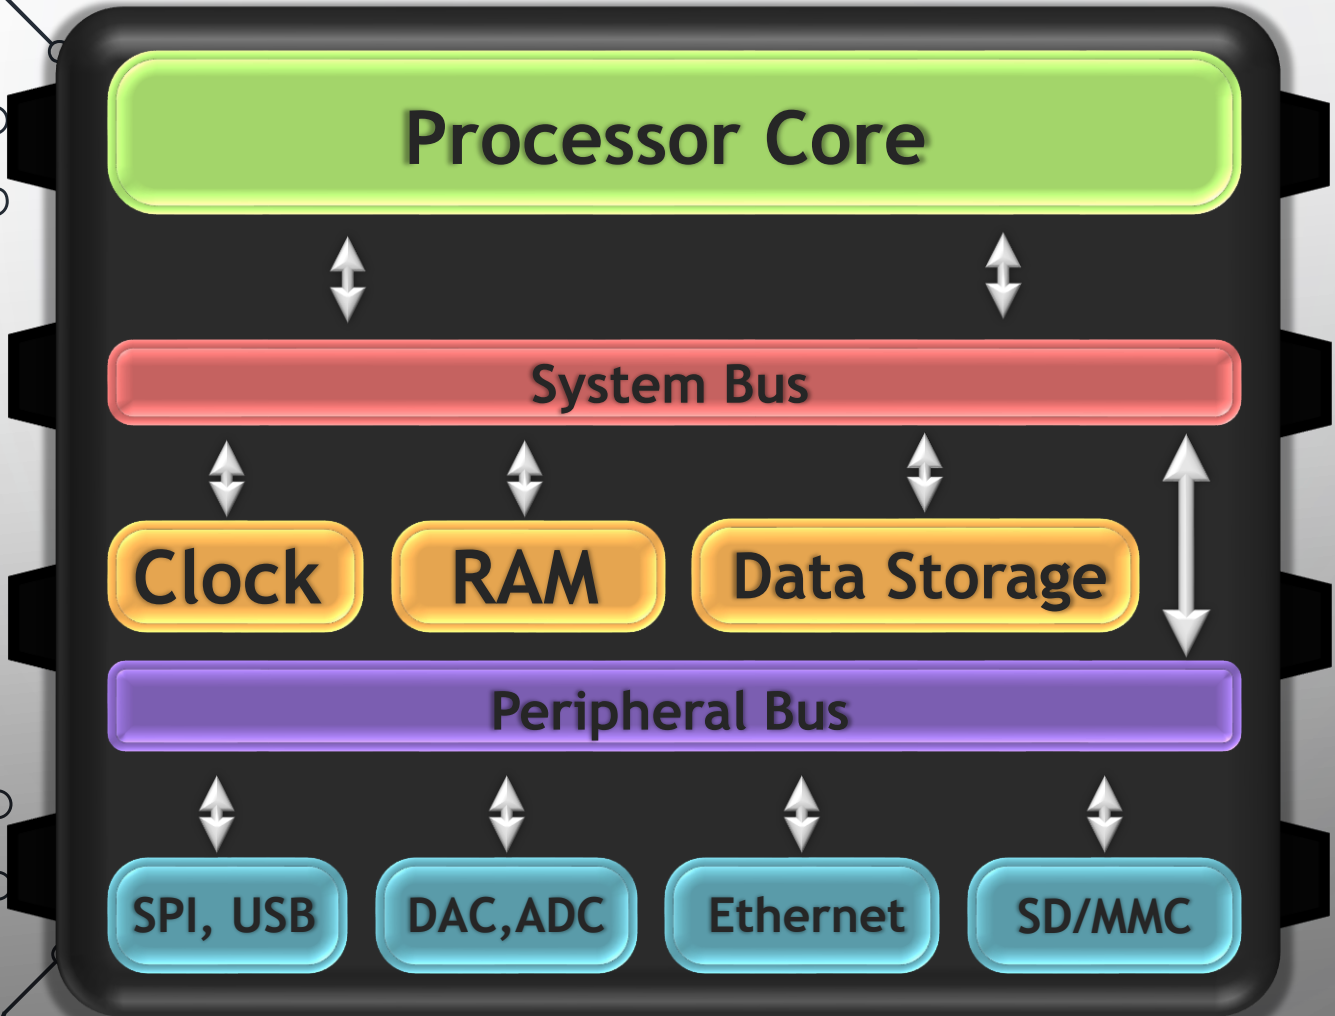 Processor Core
System Bus
Clock
RAM
Data Storage
Peripheral Bus
SPI, USB
DAC,ADC
Ethernet
SD/MMC